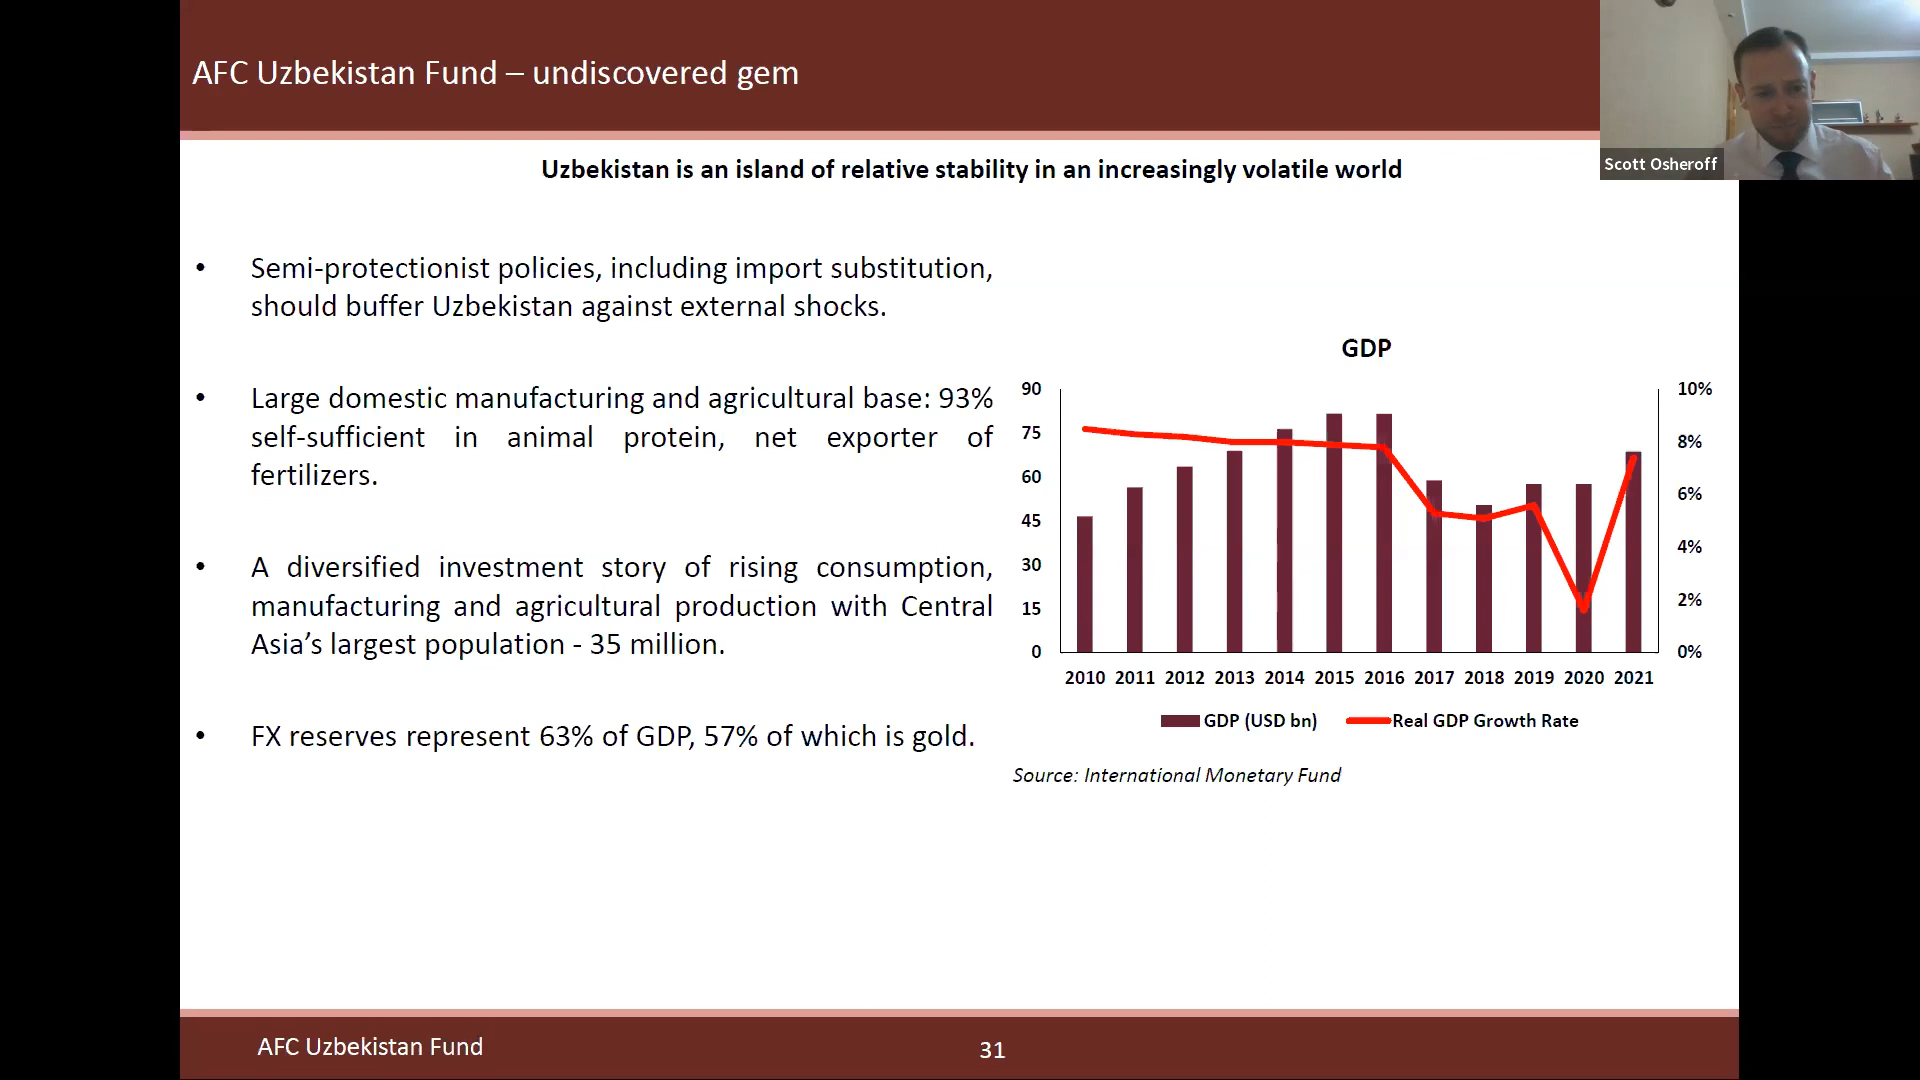 AFC Uzbekistan Fund – undiscovered gem
Scott Osheroff
Uzbekistan is an island of relative stability in an increasingly volatile world
• Semi-protectionist policies, including import substitution,
should buffer Uzbekistan against external shocks.
• Large domestic manufacturing and agricultural base: 93%
self-sufficient in animal protein, net exporter of
fertilizers.
• A diversified investment story of rising consumption,
manufacturing and agricultural production with Central
Asia’s largest population - 35 million.
• FX reserves represent 63% of GDP, 57% of which is gold.
GDP
90
75
60
45
30
15
0
10%
8%
6%
4%
2%
0%
2010 2011 2012 2013 2014 2015 2016 2017 2018 2019 2020 2021
GDP (USD bn) Real GDP Growth Rate
Source: International Monetary Fund
AFC Uzbekistan Fund
31